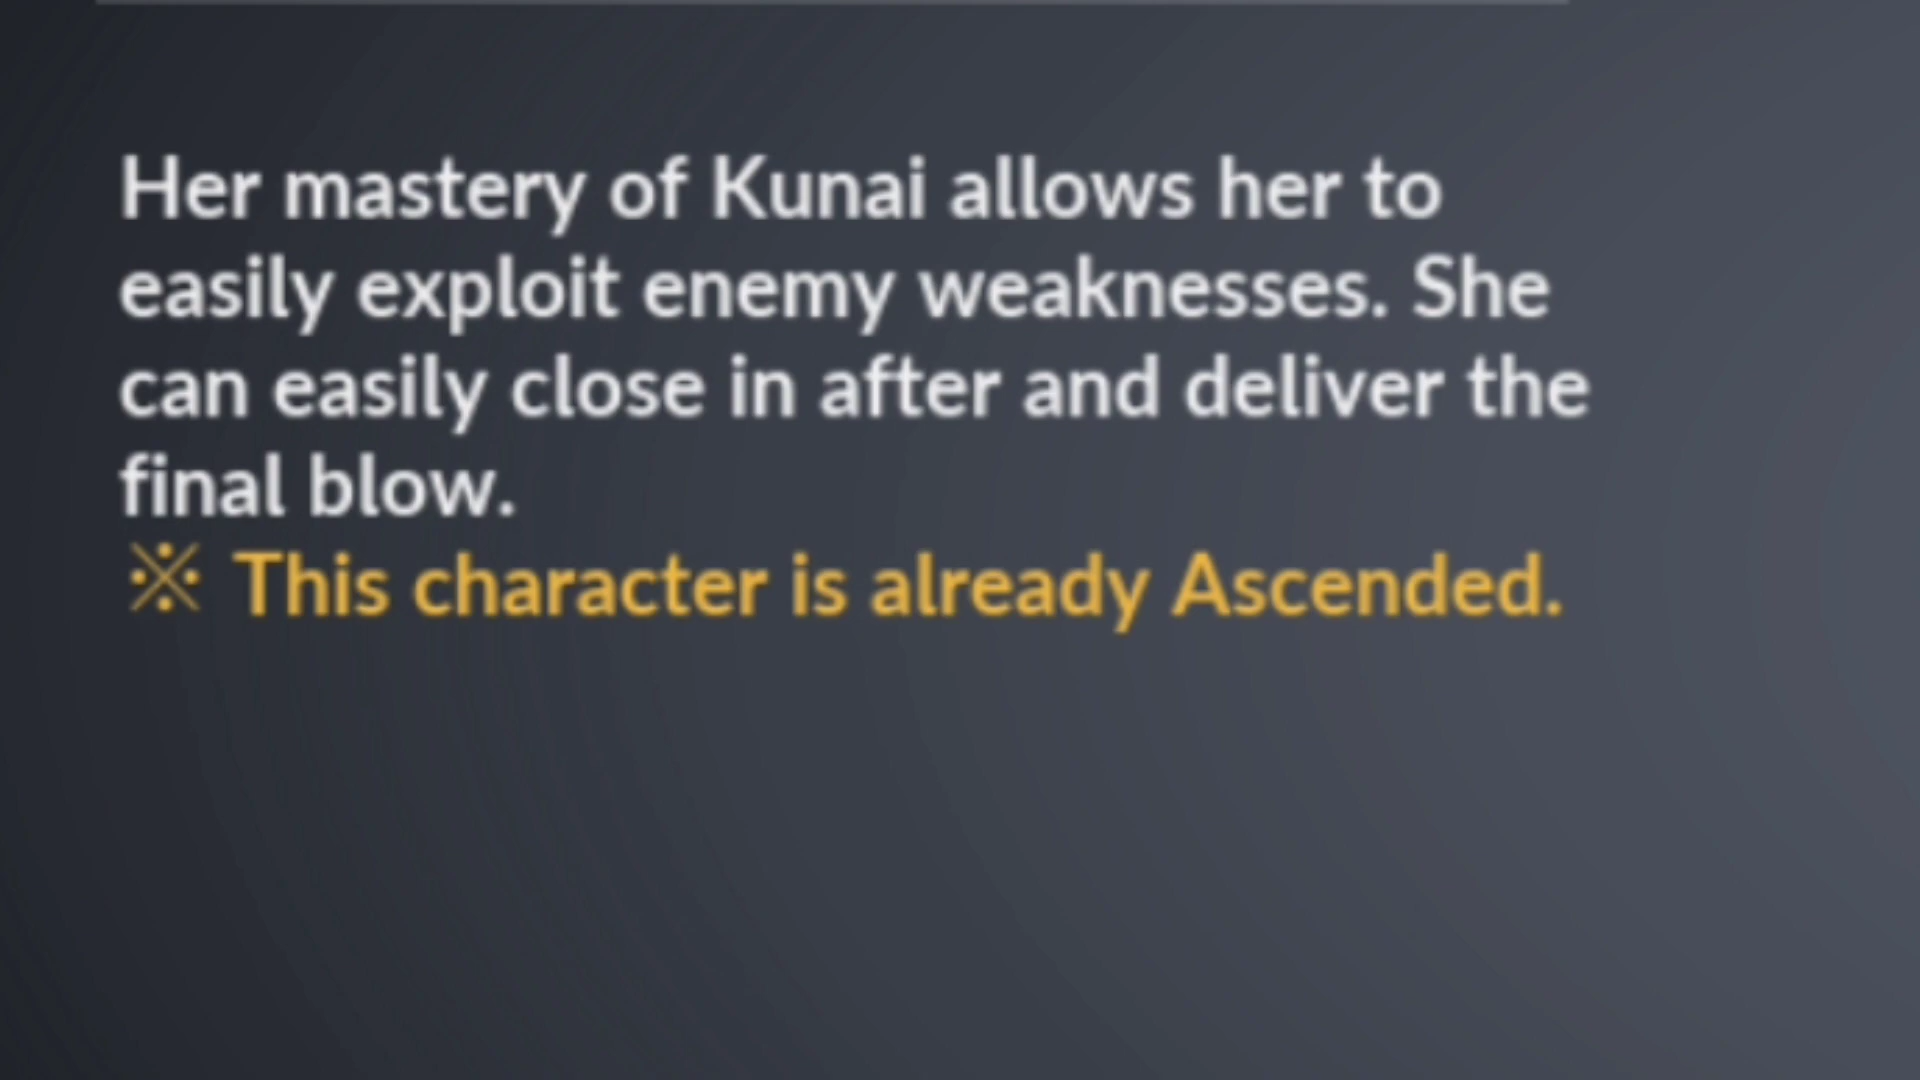 Her mastery of Kunai allows her to
easily exploit enemy weaknesses. She
can easily close in after and deliver the
final blow.
※ This character is already Ascended.